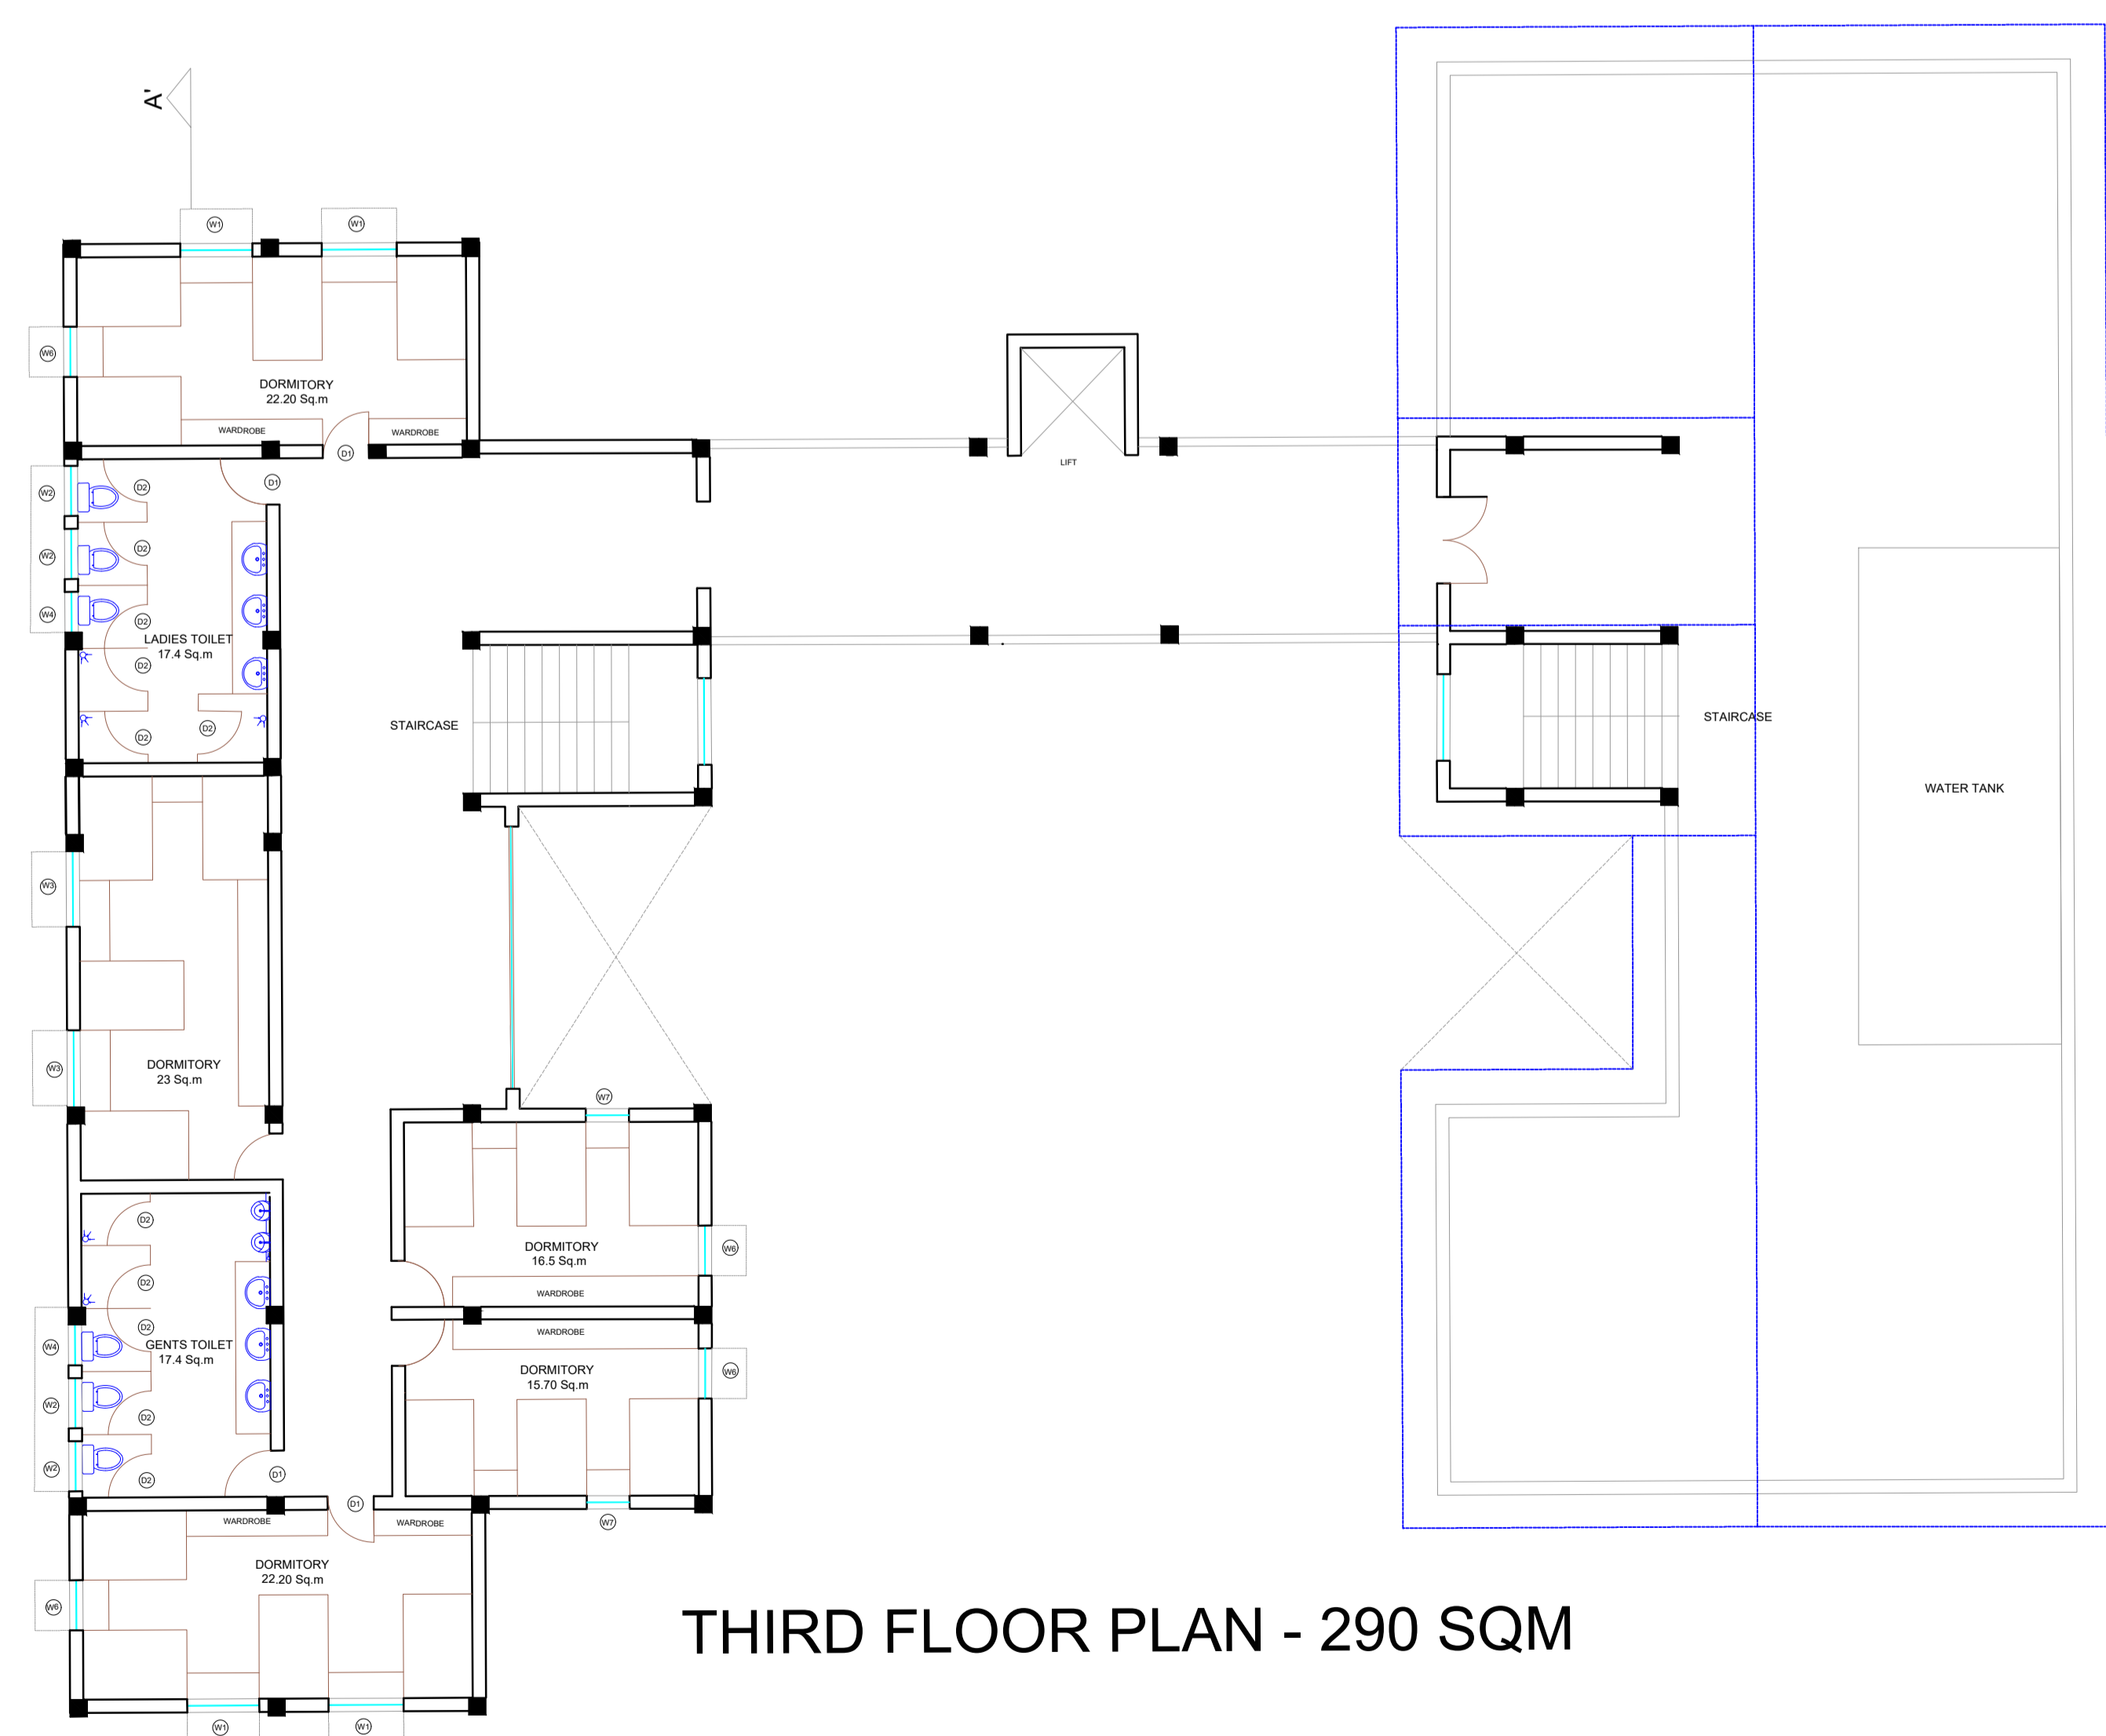 A'
W1
W1
W6
DORMITORY
22.20 Sq.m
WARDROBE
WARDROBE
D1
LIFT
D1
W2
D2
W2
D2
W4
D2
LADIES TOILET
17.4 Sq.m
D2
D2
D2
STAIRCASE
STAIRCASE
WATER TANK
W3
W3
DORMITORY
23 Sq.m
W7
D2
DORMITORY
16.5 Sq.m
W6
D2
WARDROBE
D2
WARDROBE
W4
GENTS TOILET
17.4 Sq.m
DORMITORY
15.70 Sq.m
W6
W2
D2
W2
D2
D1
D1
W7
WARDROBE
WARDROBE
DORMITORY
22.20 Sq.m
W6
THIRD FLOOR PLAN - 290 SQM
W1
W1